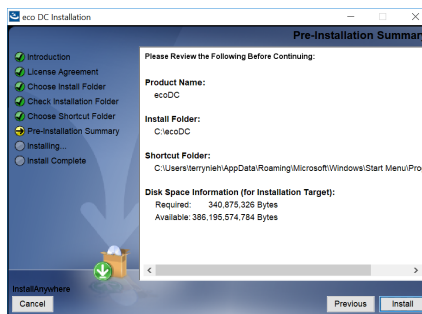 eco DC Installation
Pre-Installation Summary
Introduction
License Agreement
Choose Install Folder
Check Installation Folder
Choose Shortcut Folder
Pre-Installation Summary
Installing...
Install Complete
Please Review the Following Before Continuing:
Product Name:
ecoDC
Install Folder:
C:\ecoDC
Shortcut Folder:
C:\Users\terrynieh\AppData\Roaming\Microsoft\Windows\Start Menu\Pro
Disk Space Information (for Installation Target):
Required: 340,875,326 Bytes
Available: 386,195,574,784 Bytes
InstallAnywhere
Cancel
Previous
Install